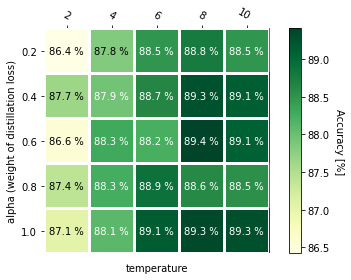 2 4 6 8 10
0.2 86.4 % 87.8 % 88.5 % 88.8 % 88.5 %
0.4 87.7 % 87.9 % 88.7 % 89.3 % 89.1 %
0.6 86.6 % 88.3 % 88.2 % 89.4 % 89.1 %
0.8 87.4 % 88.3 % 88.9 % 88.6 % 88.5 %
1.0 87.1 % 88.1 % 89.1 % 89.3 % 89.3 %
alpha (weight of distillation loss)
temperature
89.0
88.5
88.0
87.5
87.0
86.5
Accuracy [%]